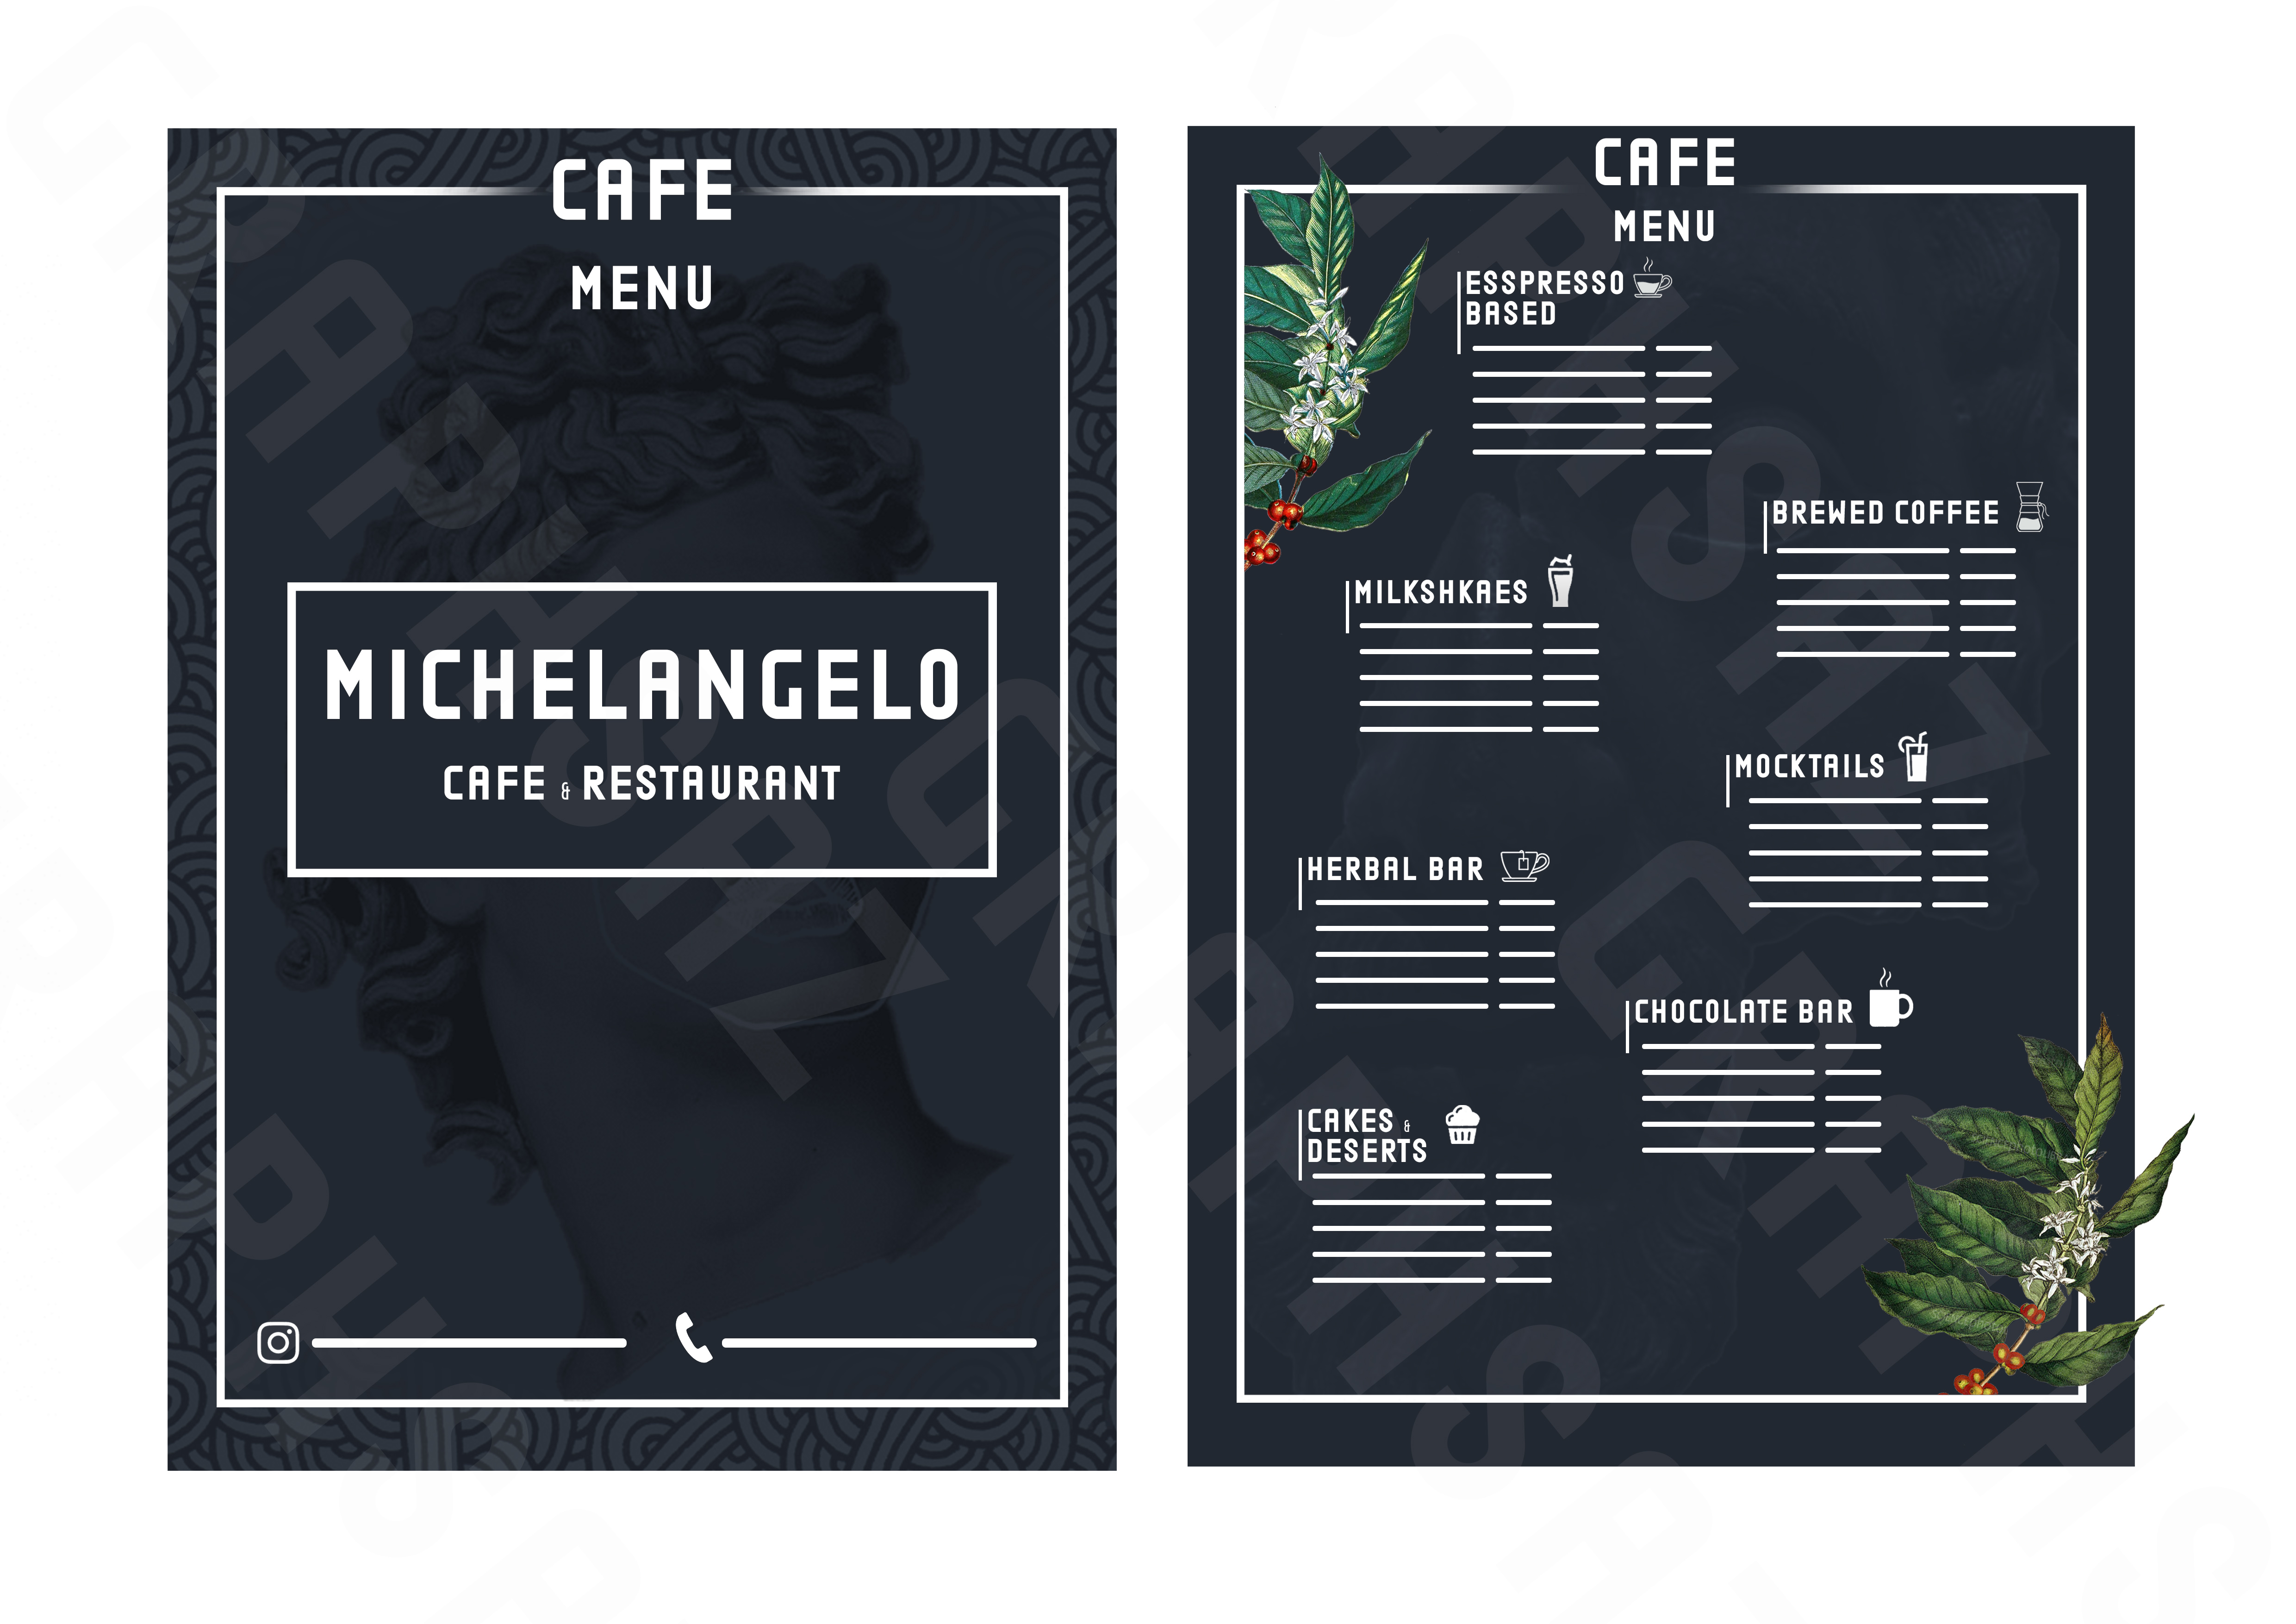 CAFE
MENU
MICHELANGELO
CAFE & RESTAURANT
CAFE
MENU
ESSPRESSO
BASED
BREWED COFFEE
MILKSHKAES
MOCKTAILS
HERBAL BAR
CHOCOLATE BAR
CAKES &
DESERTS